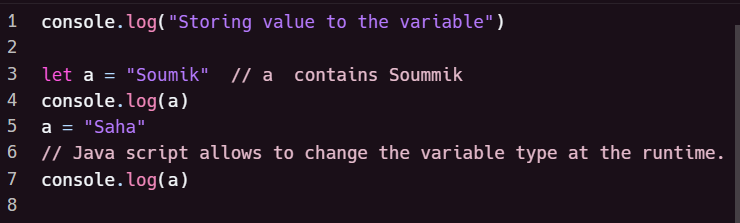 1 console.log("Storing value to the variable")
2
3 let a = "Soumik"  // a  contains Soummik
4 console.log(a)
5 a = "Saha"
6 // Java script allows to change the variable type at the runtime.
7 console.log(a)
8